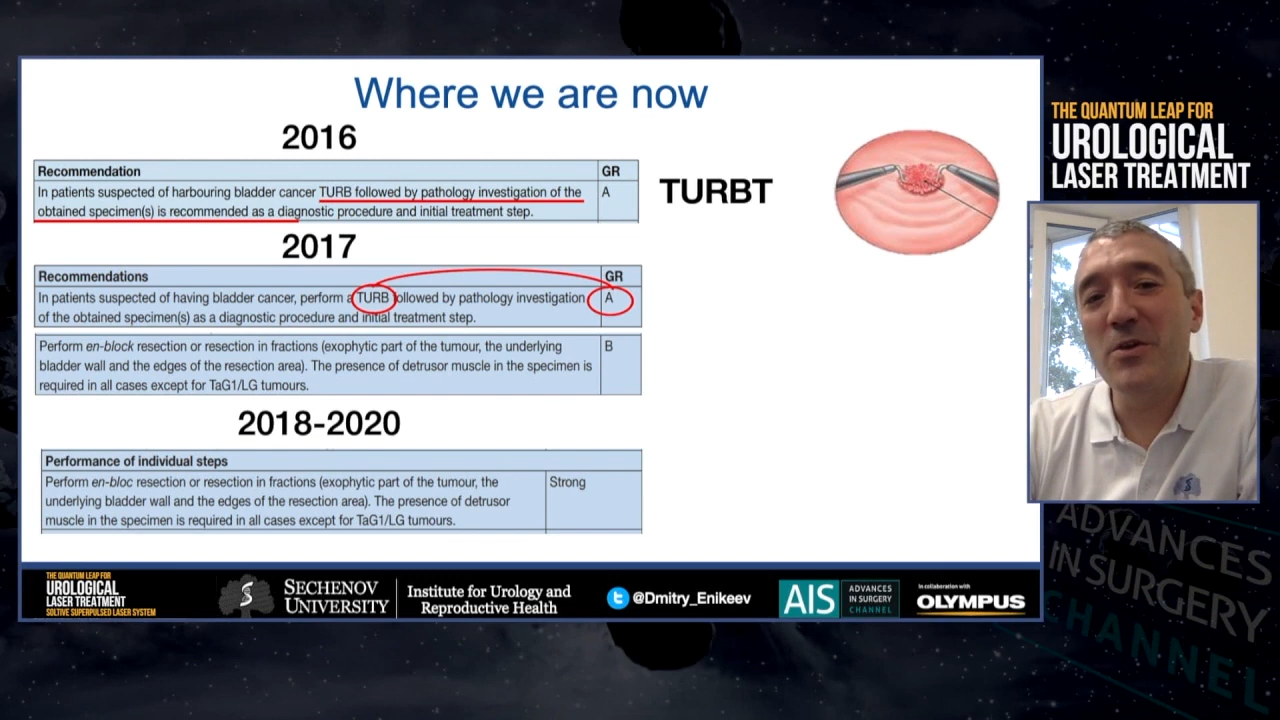 Where we are now
2016
Recommendation GR
In patients suspected of harbouring bladder cancer TURB followed by pathology investigation of the A
obtained specimen(s) is recommended as a diagnostic procedure and initial treatment step.
TURBT
2017
Recommendations GR
In patients suspected of having bladder cancer, perform a TURB followed by pathology investigation A
of the obtained specimen(s) as a diagnostic procedure and initial treatment step.
Perform en-block resection or resection in fractions (exophytic part of the tumour, the underlying B
bladder wall and the edges of the resection area). The presence of detrusor muscle in the specimen is
required in all cases except for TaG1/LG tumours.
2018-2020
Performance of individual steps
Perform en-bloc resection or resection in fractions (exophytic part of the tumour, the Strong
underlying bladder wall and the edges of the resection area). The presence of detrusor
muscle in the specimen is required in all cases except for TaG1/LG tumours.
THE QUANTUM LEAP FOR
UROLOGICAL
LASER TREATMENT
THE QUANTUM LEAP FOR
UROLOGICAL
LASER TREATMENT
SOLTIVE SUPERPULSED LASER SYSTEM
S
SECHENOV
UNIVERSITY
Institute for Urology and
Reproductive Health
@Dmitry_Enikeev
AIS
ADVANCES
IN SURGERY
CHANNEL
In collaboration with
OLYMPUS
ADVANCES
IN SURGERY
CHANNEL